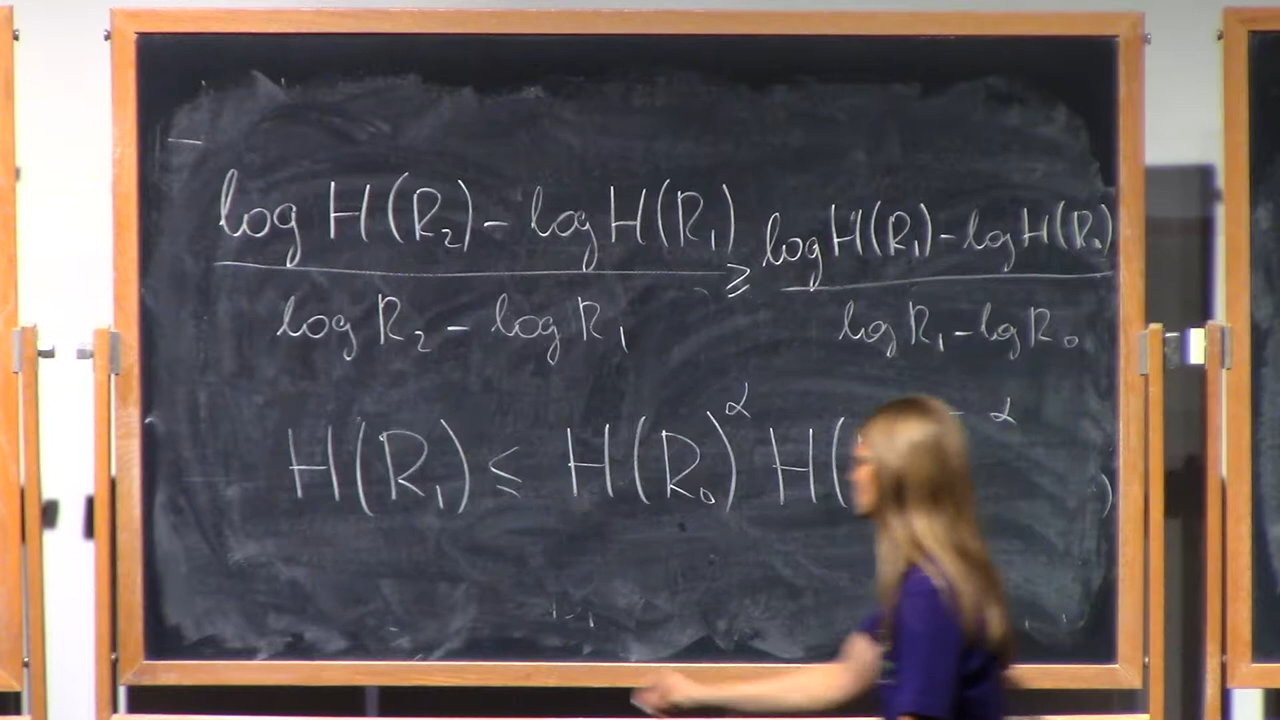 log H(R₂) - log H(R₁) ≥ log H(R₁) - log H(R₀)
log R₂ - log R₁ log R₁ - log R₀
H(R₁) ≤ H(R₀)^α H( - α )